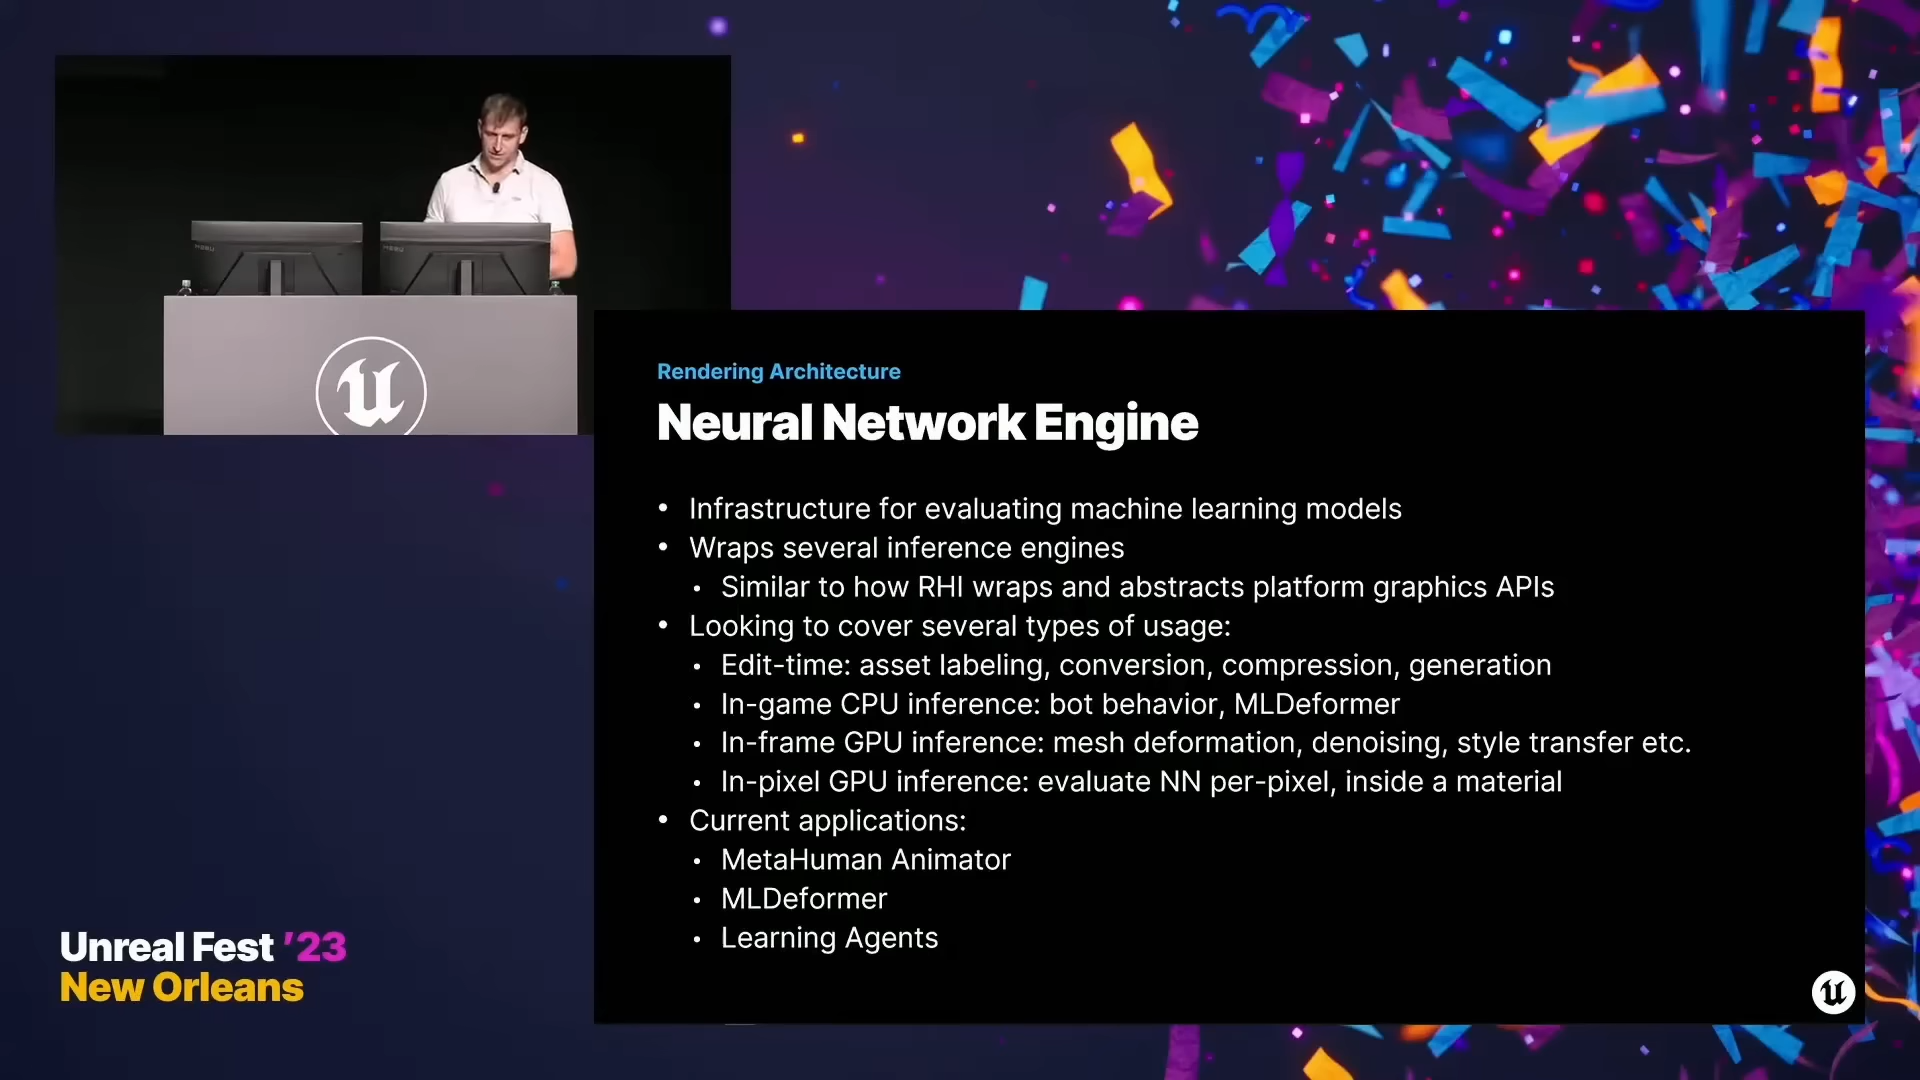 Rendering Architecture
Neural Network Engine
• Infrastructure for evaluating machine learning models
• Wraps several inference engines
• Similar to how RHI wraps and abstracts platform graphics APIs
• Looking to cover several types of usage:
• Edit-time: asset labeling, conversion, compression, generation
• In-game CPU inference: bot behavior, MLDeformer
• In-frame GPU inference: mesh deformation, denoising, style transfer etc.
• In-pixel GPU inference: evaluate NN per-pixel, inside a material
• Current applications:
• MetaHuman Animator
• MLDeformer
• Learning Agents
Unreal Fest ’23
New Orleans